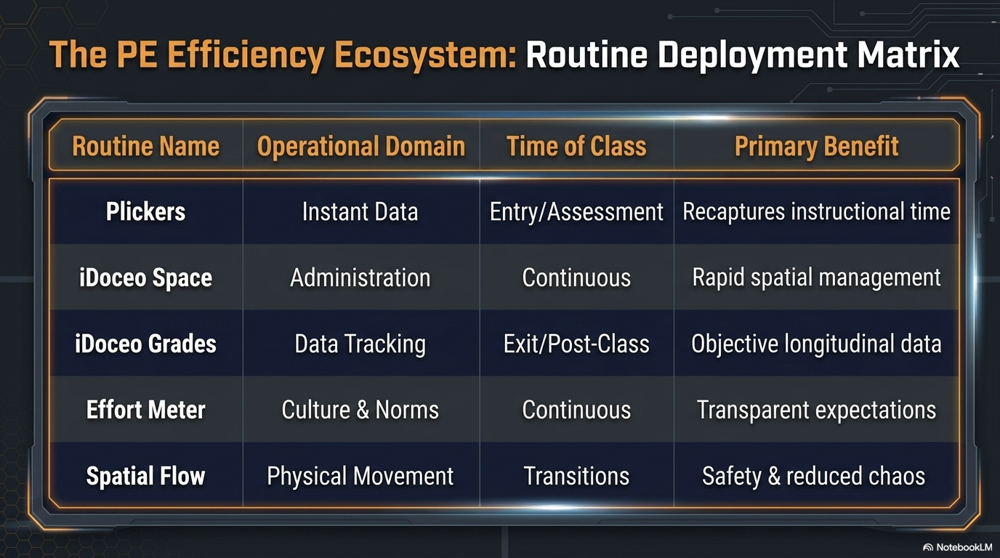 The PE Efficiency Ecosystem: Routine Deployment Matrix
Routine Name Operational Domain Time of Class Primary Benefit
Plickers Instant Data Entry/Assessment Recaptures instructional time
iDoceo Space Administration Continuous Rapid spatial management
iDoceo Grades Data Tracking Exit/Post-Class Objective longitudinal data
Effort Meter Culture & Norms Continuous Transparent expectations
Spatial Flow Physical Movement Transitions Safety & reduced chaos
NotebookLM